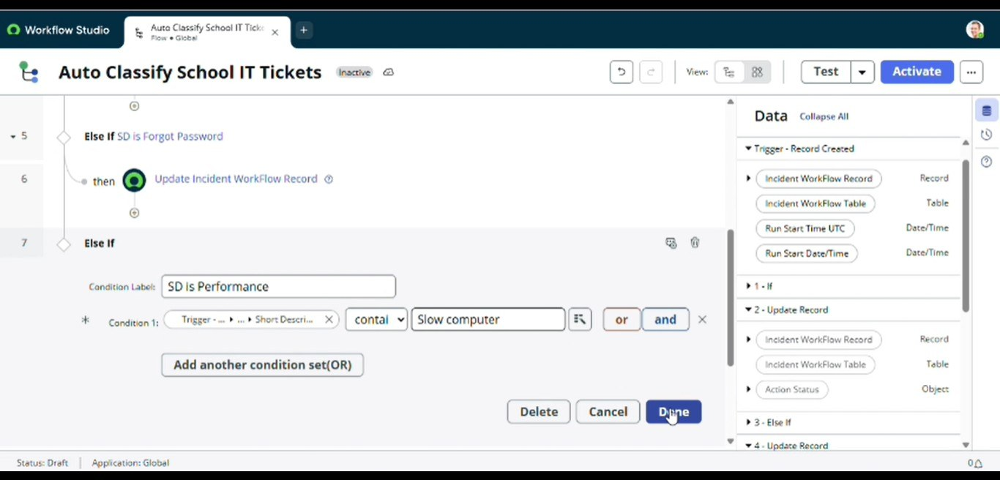 Workflow Studio
Auto Classify School IT Ticke
Flow • Global
Auto Classify School IT Tickets
Inactive
View:
Test
Activate
5 Else If SD is Forgot Password
6 then Update Incident WorkFlow Record
7 Else If
Condition Label: SD is Performance
* Condition 1: Trigger - ... ▸ ... ▸ Short Descri... contai Slow computer or and
Add another condition set(OR)
Delete Cancel Done
Data Collapse All
Trigger - Record Created
Incident WorkFlow Record Record
Incident WorkFlow Table Table
Run Start Time UTC Date/Time
Run Start Date/Time Date/Time
1 - If
2 - Update Record
Incident WorkFlow Record Record
Incident WorkFlow Table Table
Action Status Object
3 - Else If
4 - Update Record
Status: Draft Application: Global
0